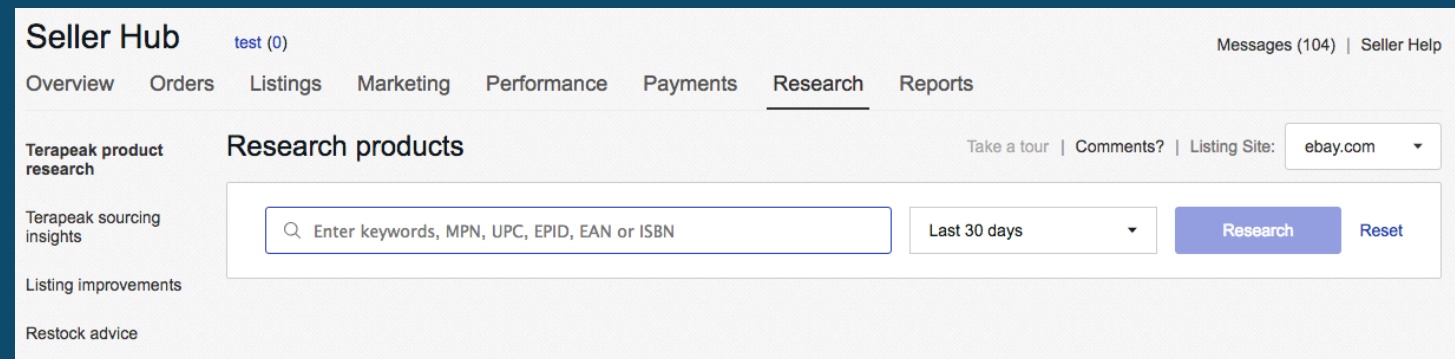 Seller Hub test (0) Messages (104) | Seller Help
Overview Orders Listings Marketing Performance Payments Research Reports
Terapeak product
research
Research products Take a tour | Comments? | Listing Site: ebay.com
Terapeak sourcing
insights
Enter keywords, MPN, UPC, EPID, EAN or ISBN Last 30 days Research Reset
Listing improvements
Restock advice